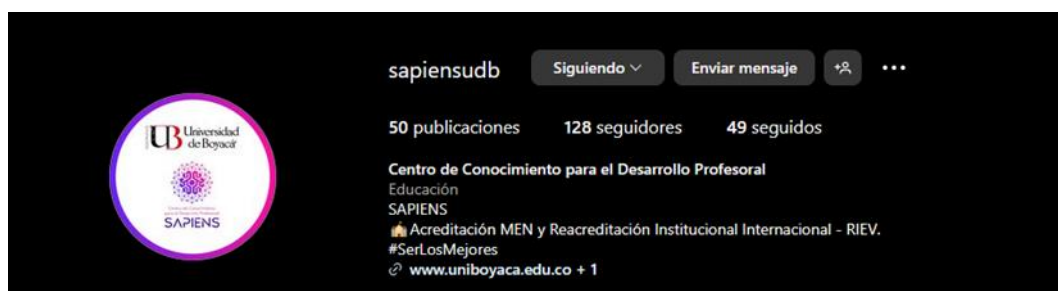 sapiensudb Siguiendo Enviar mensaje
50 publicaciones 128 seguidores 49 seguidos
Universidad
de Boyacá
SAPIENS
Centro de Conocimiento para el Desarrollo Profesoral
Educación
SAPIENS
Acreditación MEN y Reacreditación Institucional Internacional - RIEV.
#SerLosMejores
www.uniboyaca.edu.co + 1